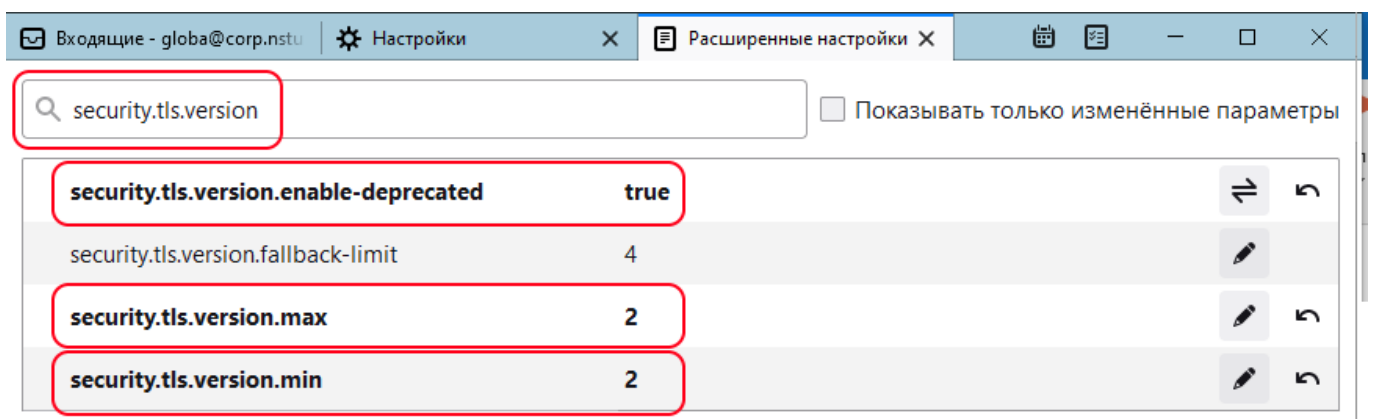 Входящие - globa@corp.nstu
Настройки
Расширенные настройки
security.tls.version
Показывать только изменённые параметры
security.tls.version.enable-deprecated true
security.tls.version.fallback-limit 4
security.tls.version.max 2
security.tls.version.min 2